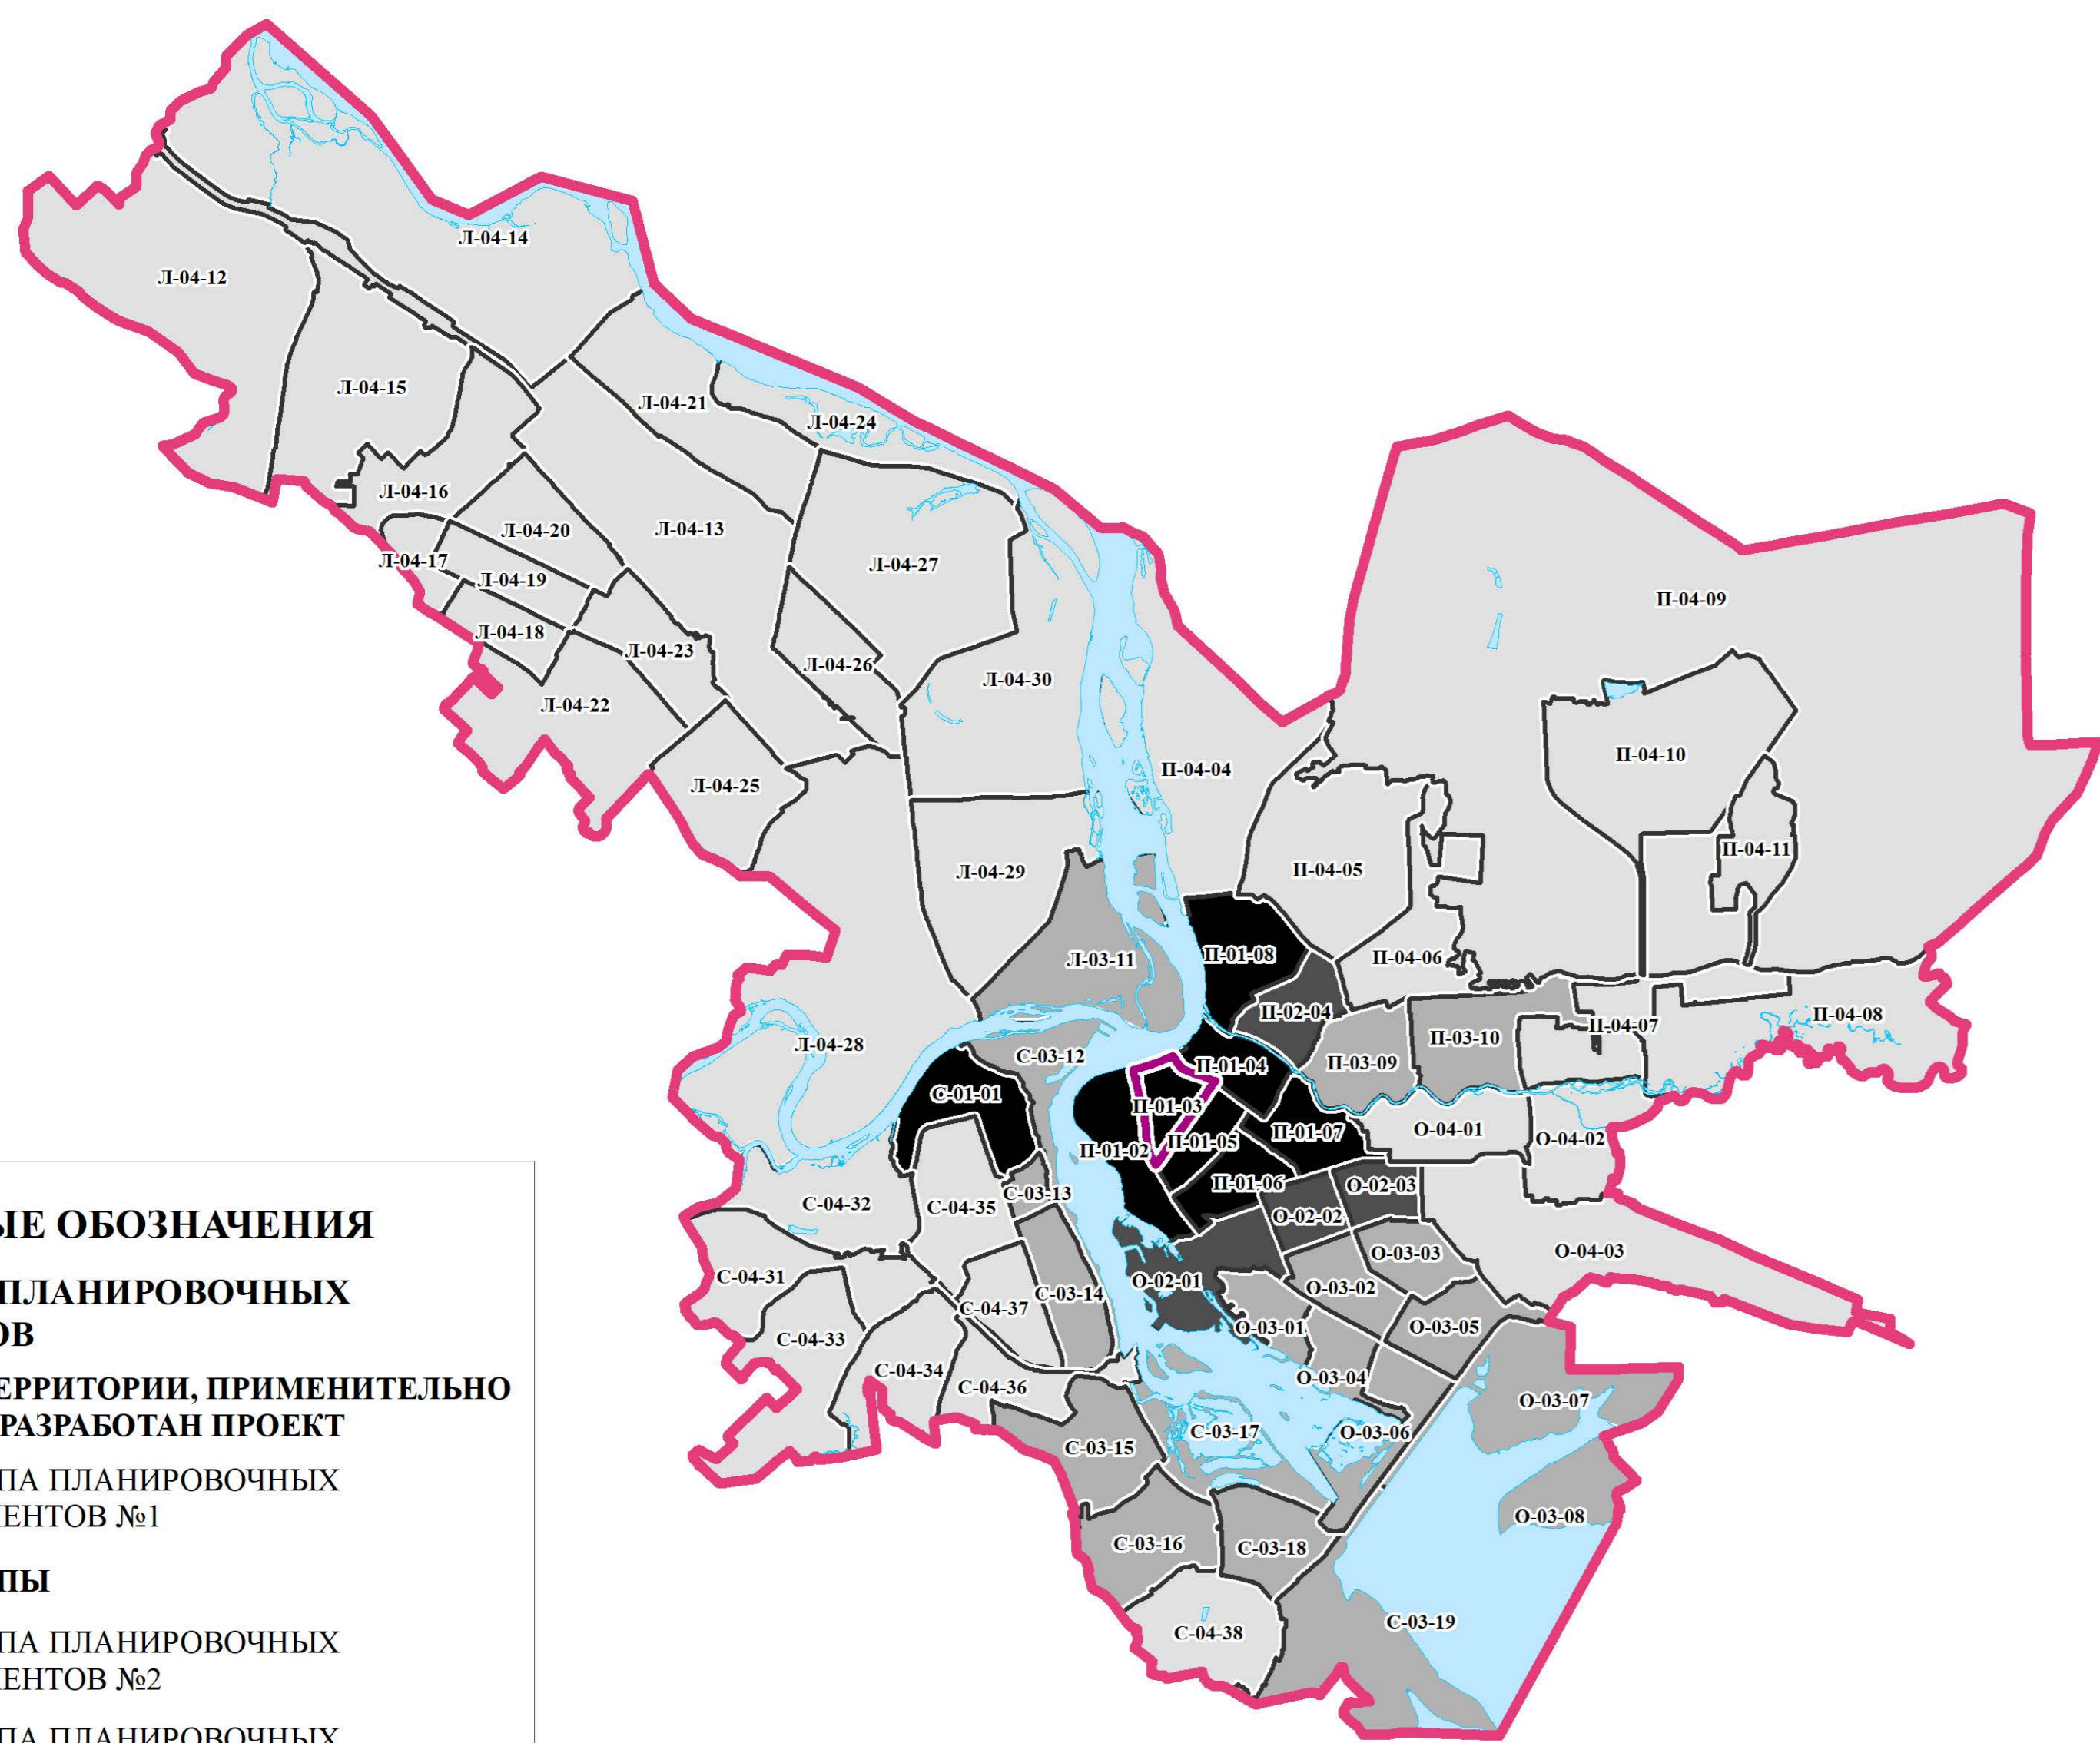 Л-04-14
Л-04-12
Л-04-15
Л-04-21
Л-04-24
Л-04-16
Л-04-20
Л-04-13
Л-04-17
Л-04-19
Л-04-27
П-04-09
Л-04-18
Л-04-23
Л-04-26
Л-04-30
Л-04-22
П-04-10
П-04-04
Л-04-25
П-04-11
Л-04-29
П-04-05
Л-03-11
П-01-08
П-04-06
П-02-04
П-04-08
П-04-07
Л-04-28
С-03-12
П-03-10
П-01-04
П-03-09
С-01-01
П-01-03
П-01-07
О-04-01
О-04-02
П-01-02
П-01-05
С-03-13
П-01-06
О-02-03
С-04-32
С-04-35
О-02-02
О-03-03
О-04-03
С-04-31
О-02-01
С-03-14
О-03-02
С-04-37
О-03-01
О-03-05
С-04-33
С-04-34
С-04-36
О-03-04
О-03-07
С-03-15
С-03-17
О-03-06
О-03-08
С-03-16
С-03-18
С-04-38
С-03-19
ЫЕ ОБОЗНАЧЕНИЯ
ПЛАНИРОВОЧНЫХ
ОВ
ЕРРИТОРИИ, ПРИМЕНИТЕЛЬНО
РАЗРАБОТАН ПРОЕКТ
ПА ПЛАНИРОВОЧНЫХ
ЕНТОВ №1
ПЫ
ПА ПЛАНИРОВОЧНЫХ
ЕНТОВ №2
ПА ПЛАНИРОВОЧНЫХ